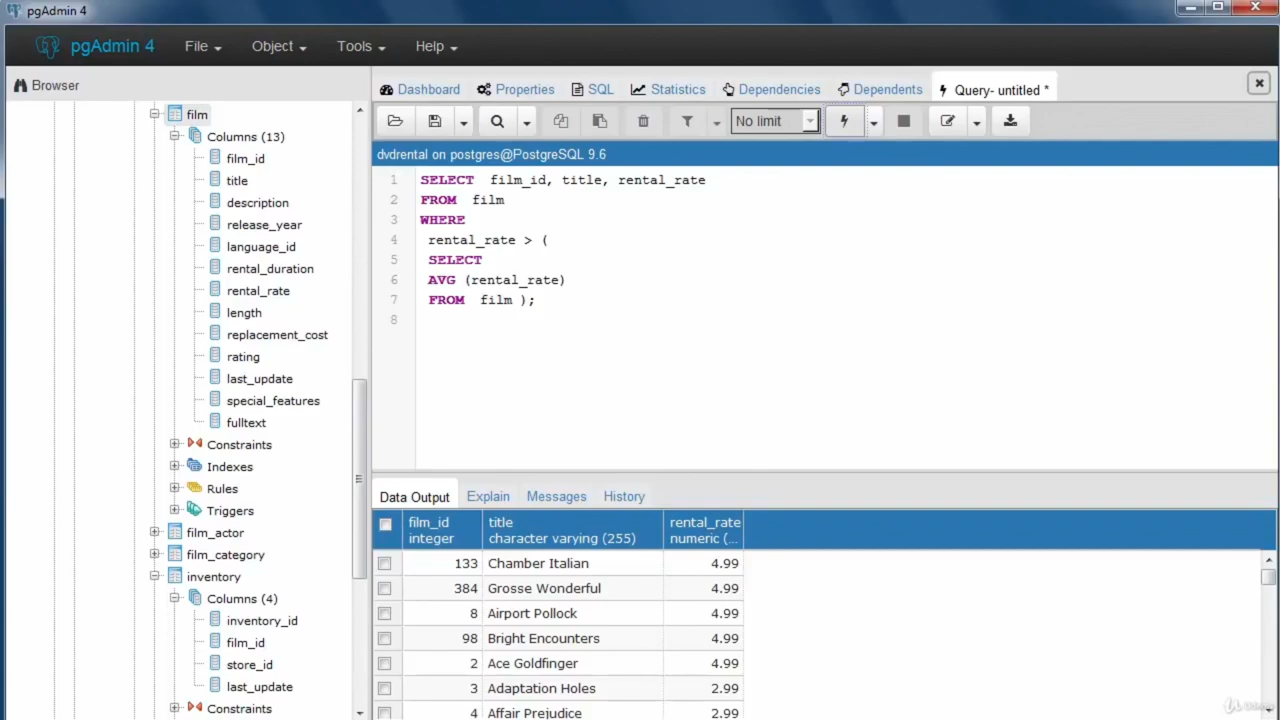 pgAdmin 4
pgAdmin 4 File Object Tools Help
Browser
film
Columns (13)
film_id
title
description
release_year
language_id
rental_duration
rental_rate
length
replacement_cost
rating
last_update
special_features
fulltext
Constraints
Indexes
Rules
Triggers
film_actor
film_category
inventory
Columns (4)
inventory_id
film_id
store_id
last_update
Constraints
Dashboard Properties SQL Statistics Dependencies Dependents Query- untitled *
No limit
dvdrental on postgres@PostgreSQL 9.6
1 SELECT film_id, title, rental_rate
2 FROM film
3 WHERE
4 rental_rate > (
5 SELECT
6 AVG (rental_rate)
7 FROM film );
8
Data Output Explain Messages History
film_id title rental_rate
integer character varying (255) numeric (...
133 Chamber Italian 4.99
384 Grosse Wonderful 4.99
8 Airport Pollock 4.99
98 Bright Encounters 4.99
2 Ace Goldfinger 4.99
3 Adaptation Holes 2.99
4 Affair Prejudice 2.99